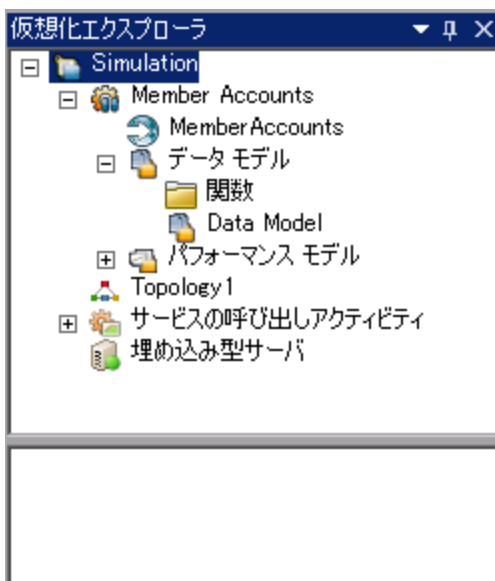 仮想化エクスプローラ
Simulation
Member Accounts
MemberAccounts
データ モデル
関数
Data Model
パフォーマンス モデル
Topology1
サービスの呼び出しアクティビティ
埋め込み型サーバ